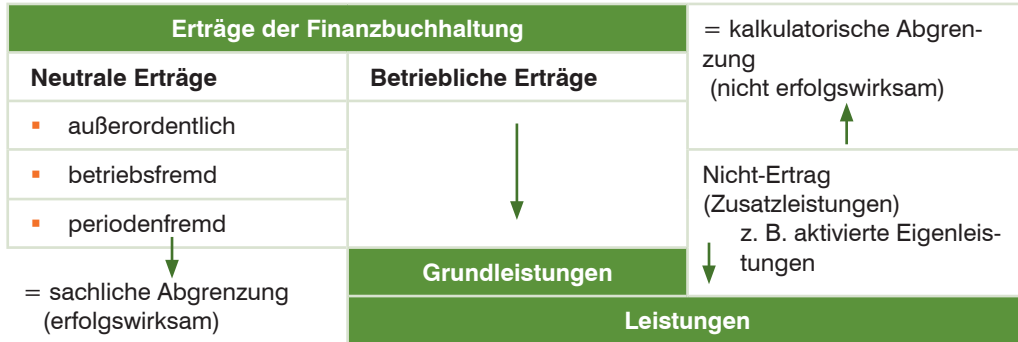 Erträge der Finanzbuchhaltung
= kalkulatorische Abgren-
zung
(nicht erfolgswirksam)
Neutrale Erträge
Betriebliche Erträge
▪ außerordentlich
▪ betriebsfremd
▪ periodenfremd
Nicht-Ertrag
(Zusatzleistungen)
z. B. aktivierte Eigenleis-
tungen
= sachliche Abgrenzung
(erfolgswirksam)
Grundleistungen
Leistungen